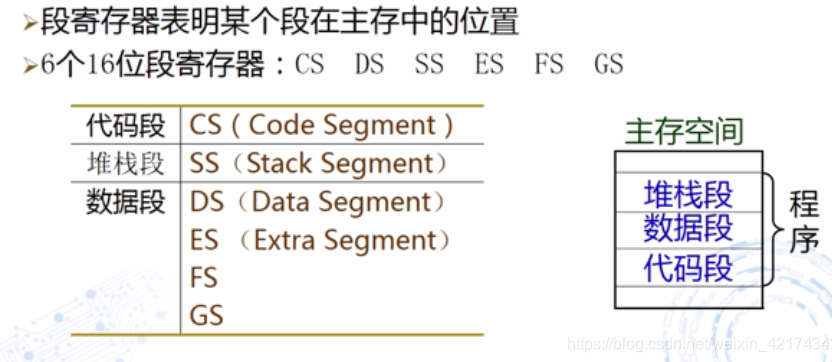 段寄存器表明某个段在主存中的位置
6个16位段寄存器：CS DS SS ES FS GS
代码段 CS ( Code Segment )
堆栈段 SS（Stack Segment）
数据段 DS（Data Segment）
ES （Extra Segment）
FS
GS
主存空间
堆栈段
数据段
代码段
程序
https://blog.csdn.net/weixin_4217434